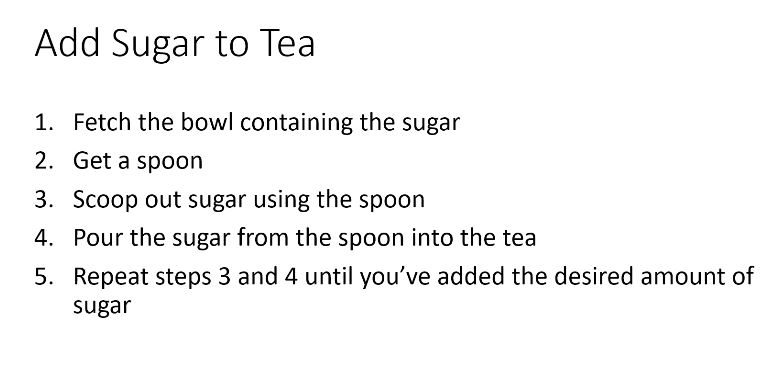 Add Sugar to Tea
1. Fetch the bowl containing the sugar
2. Get a spoon
3. Scoop out sugar using the spoon
4. Pour the sugar from the spoon into the tea
5. Repeat steps 3 and 4 until you’ve added the desired amount of
sugar